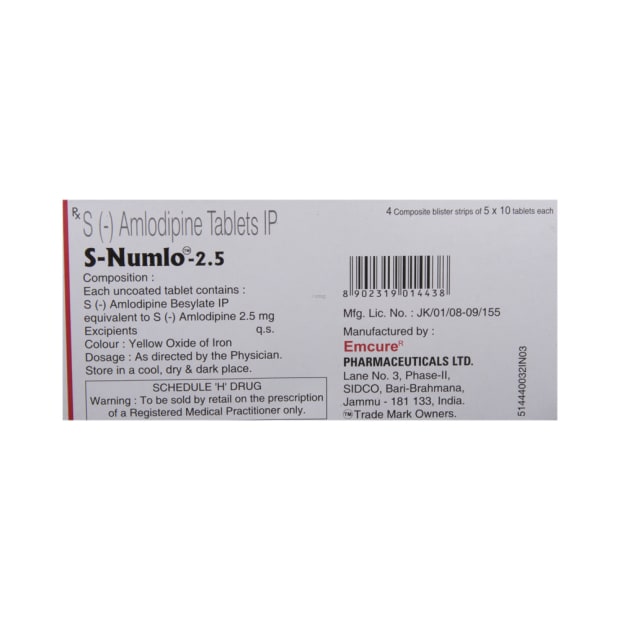 Rx S (-) Amlodipine Tablets IP
S-Numlo™-2.5
Composition :
Each uncoated tablet contains :
S (-) Amlodipine Besylate IP
equivalent to S (-) Amlodipine 2.5 mg
Excipients q.s.
Colour : Yellow Oxide of Iron
Dosage : As directed by the Physician.
Store in a cool, dry & dark place.
SCHEDULE 'H' DRUG
Warning : To be sold by retail on the prescription
of a Registered Medical Practitioner only.
4 Composite blister strips of 5 x 10 tablets each
8 902319 014438
Mfg. Lic. No. : JK/01/08-09/155
Manufactured by :
Emcure®
PHARMACEUTICALS LTD.
Lane No. 3, Phase-II,
SIDCO, Bari-Brahmana,
Jammu - 181 133, India.
™ Trade Mark Owners.
514440032IN03